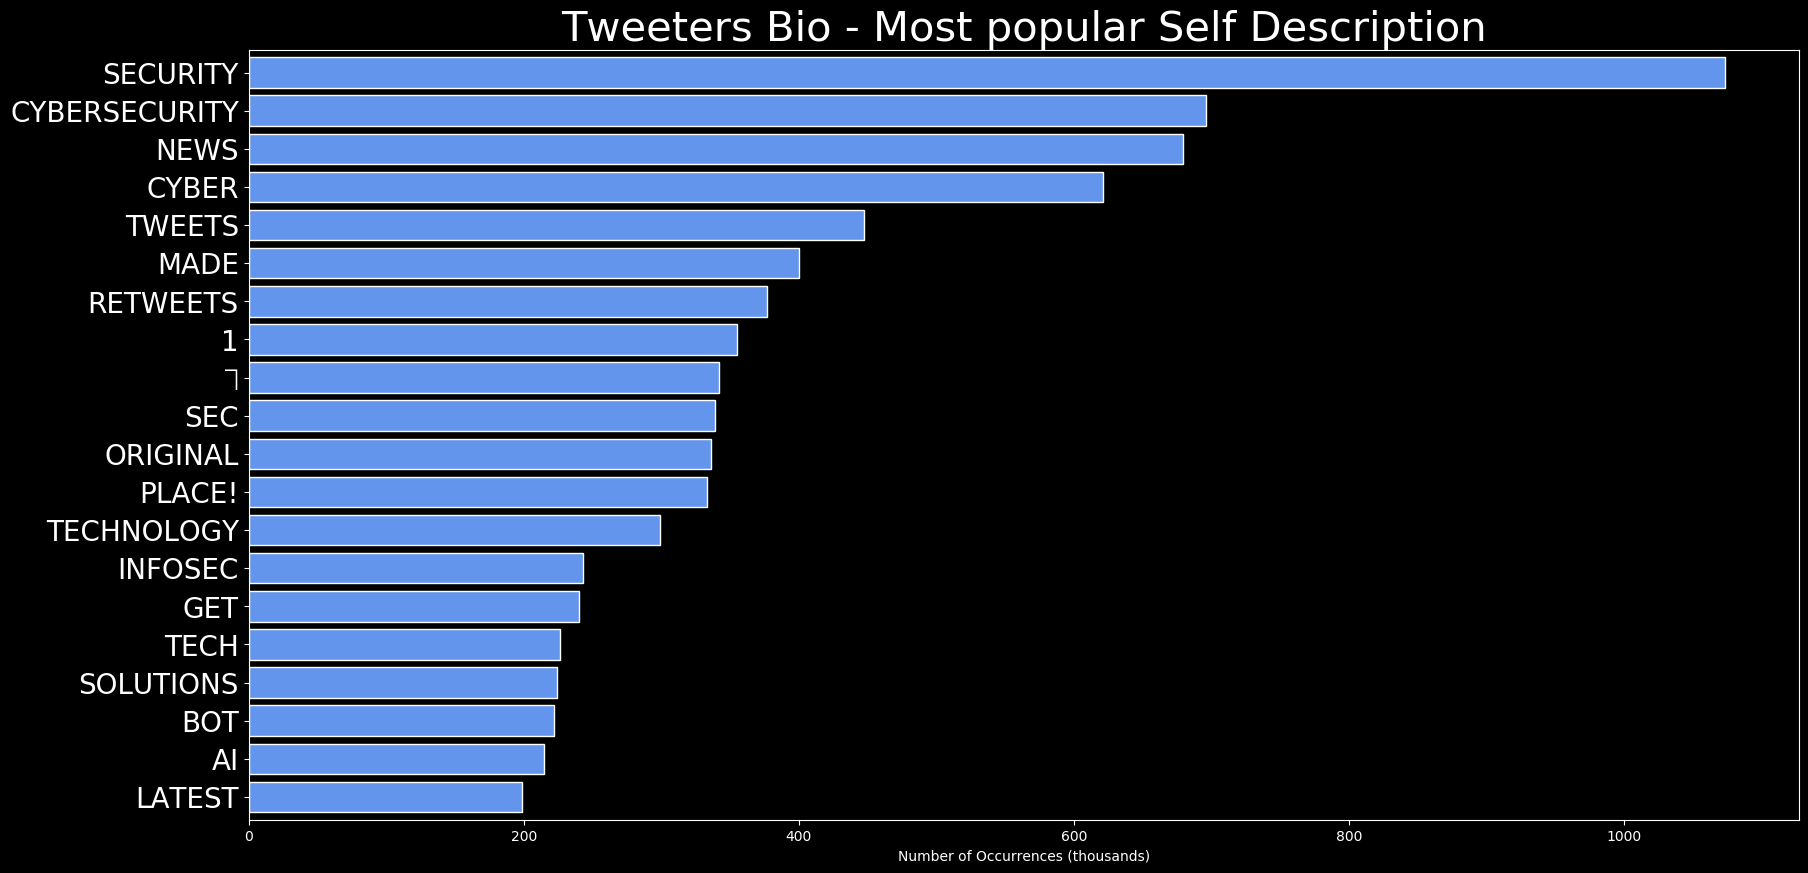 Tweeters Bio - Most popular Self Description
SECURITY
CYBERSECURITY
NEWS
CYBER
TWEETS
MADE
RETWEETS
1
SEC
ORIGINAL
PLACE!
TECHNOLOGY
INFOSEC
GET
TECH
SOLUTIONS
BOT
AI
LATEST
0 200 400 600 800 1000
Number of Occurrences (thousands)